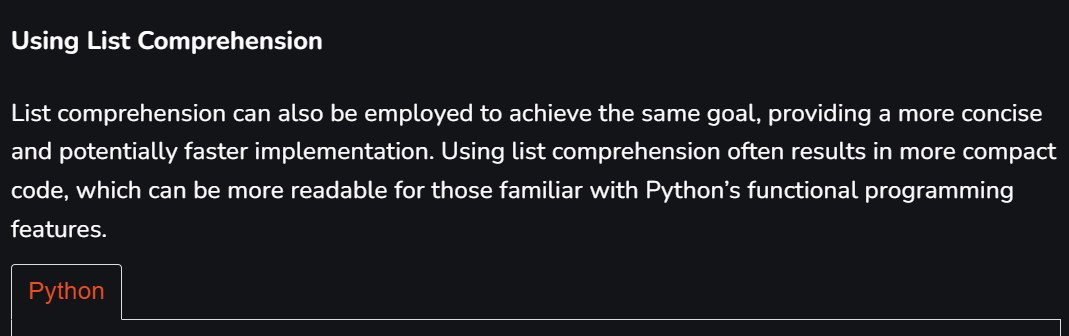 Using List Comprehension
List comprehension can also be employed to achieve the same goal, providing a more concise
and potentially faster implementation. Using list comprehension often results in more compact
code, which can be more readable for those familiar with Python’s functional programming
features.
Python